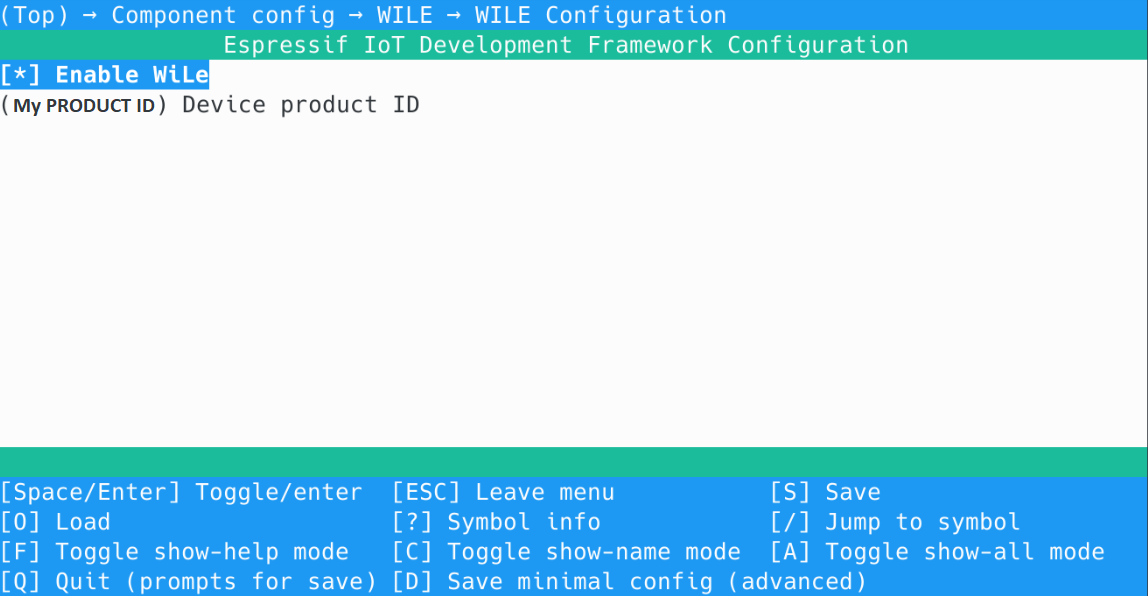 (Top) → Component config → WILE → WILE Configuration
Espressif IoT Development Framework Configuration
[*] Enable WiLe
(My PRODUCT ID) Device product ID
[Space/Enter] Toggle/enter [ESC] Leave menu [S] Save
[O] Load [?] Symbol info [/] Jump to symbol
[F] Toggle show-help mode [C] Toggle show-name mode [A] Toggle show-all mode
[Q] Quit (prompts for save) [D] Save minimal config (advanced)